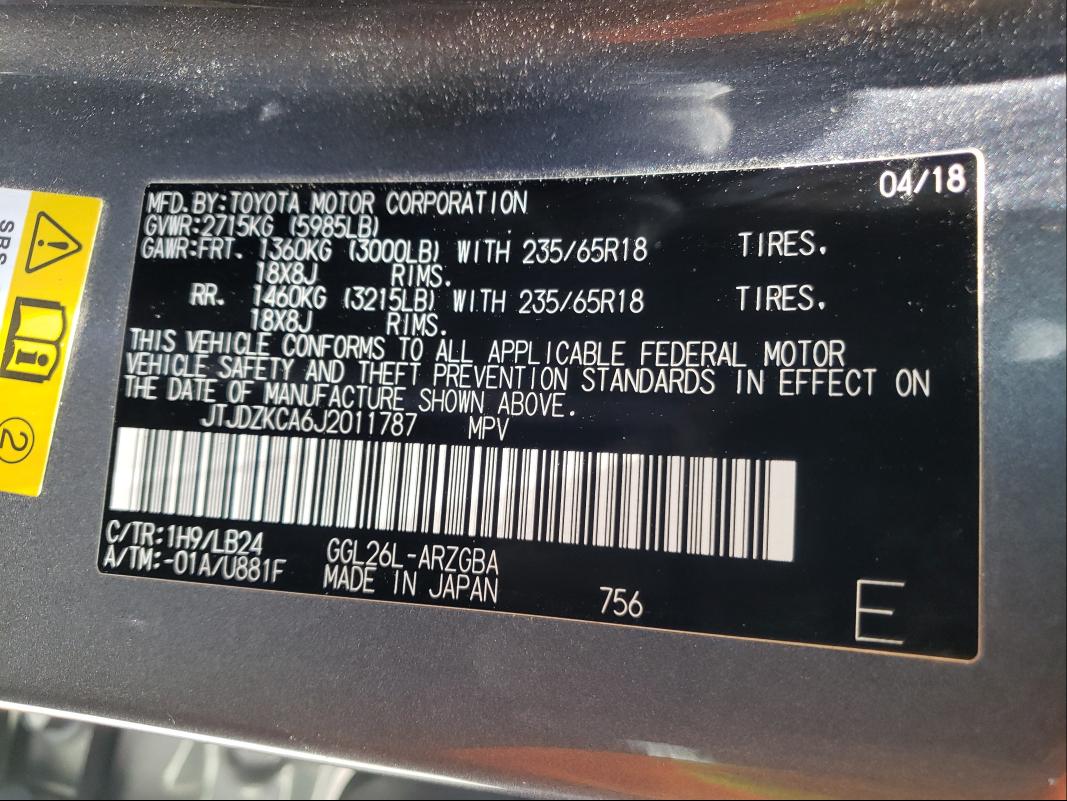 04/18
MFD.BY:TOYOTA MOTOR CORPORATION
GVWR:2715KG (5985LB)
GAWR:FRT. 1360KG (3000LB) WITH 235/65R18 TIRES.
18X8J RIMS.
RR. 1460KG (3215LB) WITH 235/65R18 TIRES.
18X8J RIMS.
THIS VEHICLE CONFORMS TO ALL APPLICABLE FEDERAL MOTOR
VEHICLE SAFETY AND THEFT PREVENTION STANDARDS IN EFFECT ON
THE DATE OF MANUFACTURE SHOWN ABOVE.
JTJDZKCA6J2011787 MPV
C/TR:1H9/LB24
A/TM:-01A/U881F
GGL26L-ARZGBA
MADE IN JAPAN
756
E
SRS
2